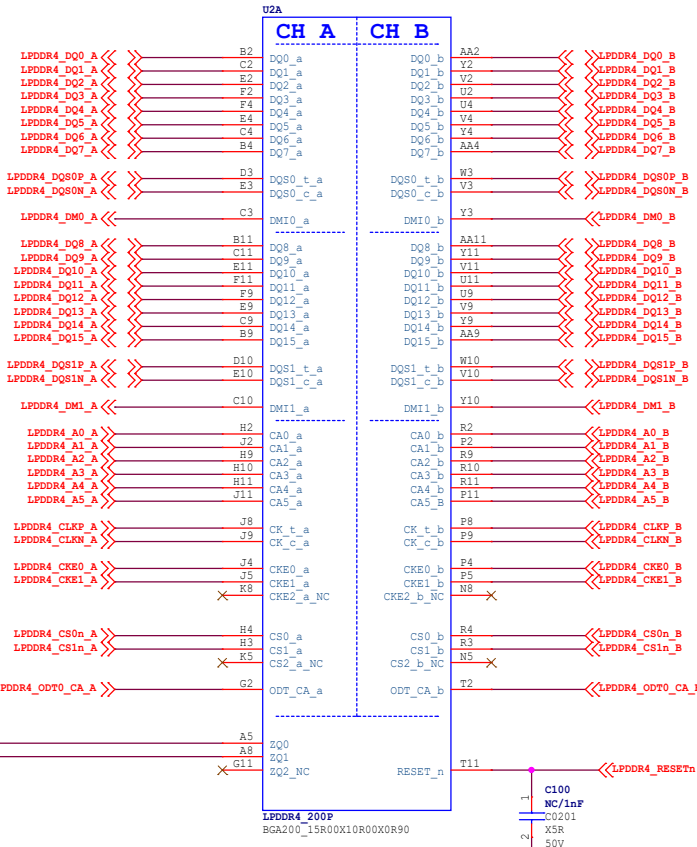 U2A
CH A CH B
LPDDR4_DQ0_A B2 DQ0_a DQ0_b AA2 LPDDR4_DQ0_B
LPDDR4_DQ1_A C2 DQ1_a DQ1_b Y2 LPDDR4_DQ1_B
LPDDR4_DQ2_A E2 DQ2_a DQ2_b V2 LPDDR4_DQ2_B
LPDDR4_DQ3_A F2 DQ3_a DQ3_b U2 LPDDR4_DQ3_B
LPDDR4_DQ4_A F4 DQ4_a DQ4_b U4 LPDDR4_DQ4_B
LPDDR4_DQ5_A E4 DQ5_a DQ5_b V4 LPDDR4_DQ5_B
LPDDR4_DQ6_A C4 DQ6_a DQ6_b Y4 LPDDR4_DQ6_B
LPDDR4_DQ7_A B4 DQ7_a DQ7_b AA4 LPDDR4_DQ7_B
LPDDR4_DQS0P_A D3 DQS0_t_a DQS0_t_b W3 LPDDR4_DQS0P_B
LPDDR4_DQS0N_A E3 DQS0_c_a DQS0_c_b V3 LPDDR4_DQS0N_B
LPDDR4_DM0_A C3 DMI0_a DMI0_b Y3 LPDDR4_DM0_B
LPDDR4_DQ8_A B11 DQ8_a DQ8_b AA11 LPDDR4_DQ8_B
LPDDR4_DQ9_A C11 DQ9_a DQ9_b Y11 LPDDR4_DQ9_B
LPDDR4_DQ10_A E11 DQ10_a DQ10_b V11 LPDDR4_DQ10_B
LPDDR4_DQ11_A F11 DQ11_a DQ11_b U11 LPDDR4_DQ11_B
LPDDR4_DQ12_A F9 DQ12_a DQ12_b U9 LPDDR4_DQ12_B
LPDDR4_DQ13_A E9 DQ13_a DQ13_b V9 LPDDR4_DQ13_B
LPDDR4_DQ14_A C9 DQ14_a DQ14_b Y9 LPDDR4_DQ14_B
LPDDR4_DQ15_A B9 DQ15_a DQ15_b AA9 LPDDR4_DQ15_B
LPDDR4_DQS1P_A D10 DQS1_t_a DQS1_t_b W10 LPDDR4_DQS1P_B
LPDDR4_DQS1N_A E10 DQS1_c_a DQS1_c_b V10 LPDDR4_DQS1N_B
LPDDR4_DM1_A C10 DMI1_a DMI1_b Y10 LPDDR4_DM1_B
LPDDR4_A0_A H2 CA0_a CA0_b R2 LPDDR4_A0_B
LPDDR4_A1_A J2 CA1_a CA1_b P2 LPDDR4_A1_B
LPDDR4_A2_A H9 CA2_a CA2_b R9 LPDDR4_A2_B
LPDDR4_A3_A H10 CA3_a CA3_b R10 LPDDR4_A3_B
LPDDR4_A4_A H11 CA4_a CA4_b R11 LPDDR4_A4_B
LPDDR4_A5_A J11 CA5_a CA5_B P11 LPDDR4_A5_B
LPDDR4_CLKP_A J8 CK_t_a CK_t_b P8 LPDDR4_CLKP_B
LPDDR4_CLKN_A J9 CK_c_a CK_c_b P9 LPDDR4_CLKN_B
LPDDR4_CKE0_A J4 CKE0_a CKE0_b P4 LPDDR4_CKE0_B
LPDDR4_CKE1_A J5 CKE1_a CKE1_b P5 LPDDR4_CKE1_B
K8 CKE2_a_NC CKE2_b_NC N8
LPDDR4_CS0n_A H4 CS0_a CS0_b R4 LPDDR4_CS0n_B
LPDDR4_CS1n_A H3 CS1_a CS1_b R3 LPDDR4_CS1n_B
K5 CS2_a_NC CS2_b_NC N5
PDDR4_ODT0_CA_A G2 ODT_CA_a ODT_CA_b T2 LPDDR4_ODT0_CA_
A5 ZQ0
A8 ZQ1
G11 ZQ2_NC RESET_n T11 LPDDR4_RESETn
1 C100
NC/1nF
LPDDR4_200P C0201
BGA200_15R00X10R00X0R90 2 X5R
50V